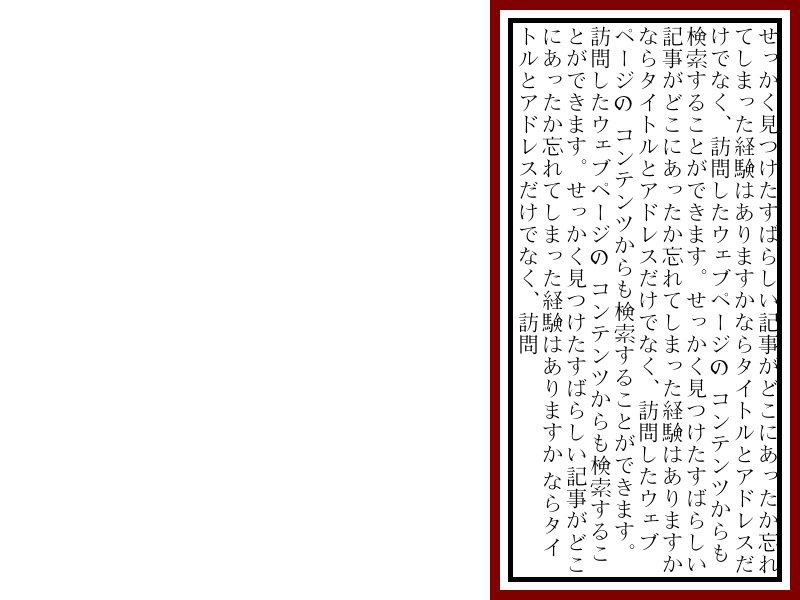 せっかく見つけたすばらしい記事がどこにあったか忘れ
てしまった経験はありますかならタイトルとアドレスだ
けでなく、訪問したウェブページの コンテンツからも
検索することができます。せっかく見つけたすばらしい
記事がどこにあったか忘れてしまった経験はありますか
ならタイトルとアドレスだけでなく、訪問したウェブ
ページの コンテンツからも検索することができます。
訪問したウェブページの コンテンツからも検索するこ
とができます。せっかく見つけたすばらしい記事がどこ
にあったか忘れてしまった経験はありますか ならタイ
トルとアドレスだけでなく、訪問